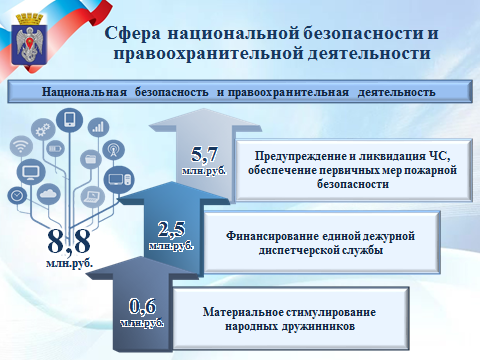 Сфера национальной безопасности и
правоохранительной деятельности
Национальная безопасность и правоохранительная деятельность
5,7
млн.руб.
Предупреждение и ликвидация ЧС,
обеспечение первичных мер пожарной
безопасности
2,5
млн.руб.
Финансирование единой дежурной
диспетчерской службы
8,8
млн.руб.
0,6
млн.руб.
Материальное стимулирование
народных дружинников